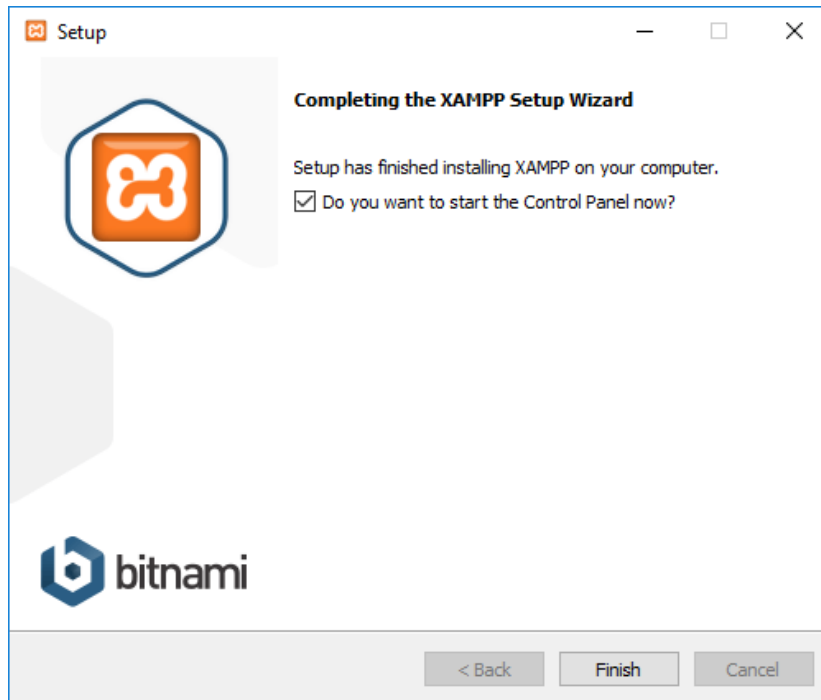 Setup
Completing the XAMPP Setup Wizard
Setup has finished installing XAMPP on your computer.
Do you want to start the Control Panel now?
bitnami
< Back
Finish
Cancel